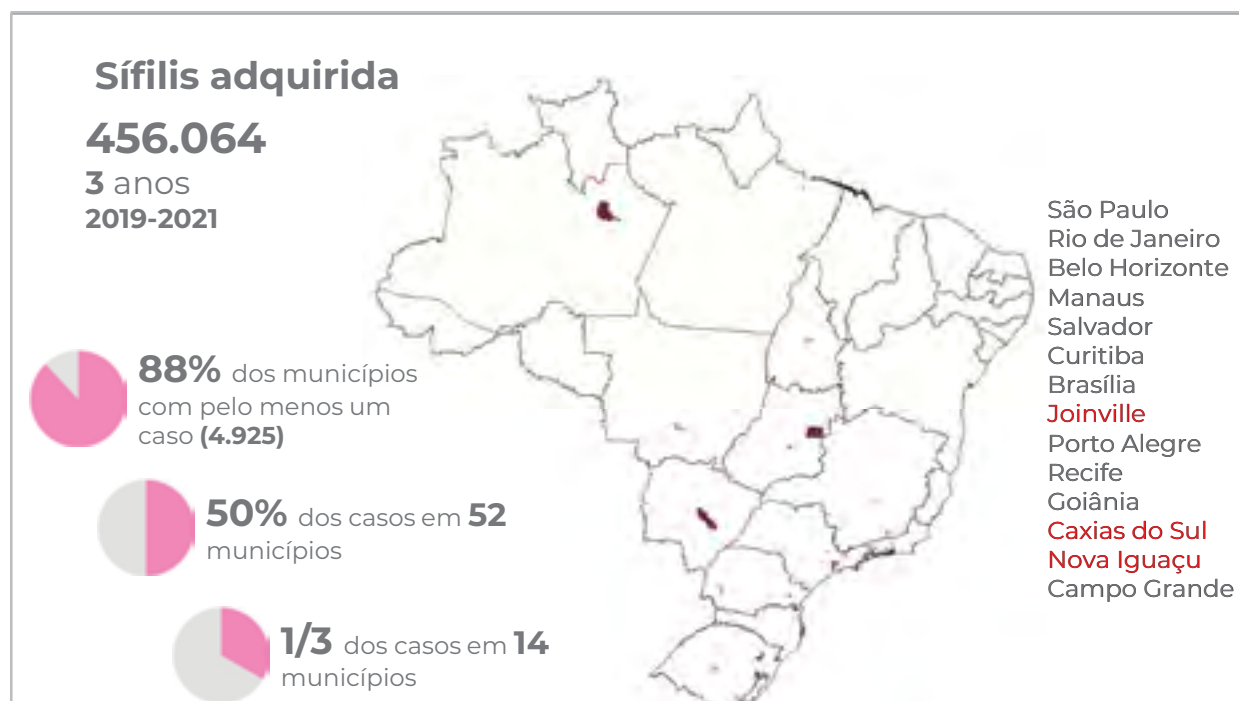 Sífilis adquirida
456.064
3 anos
2019-2021
88% dos municípios
com pelo menos um
caso (4.925)
50% dos casos em 52
municípios
1/3 dos casos em 14
municípios
São Paulo
Rio de Janeiro
Belo Horizonte
Manaus
Salvador
Curitiba
Brasília
Joinville
Porto Alegre
Recife
Goiânia
Caxias do Sul
Nova Iguaçu
Campo Grande